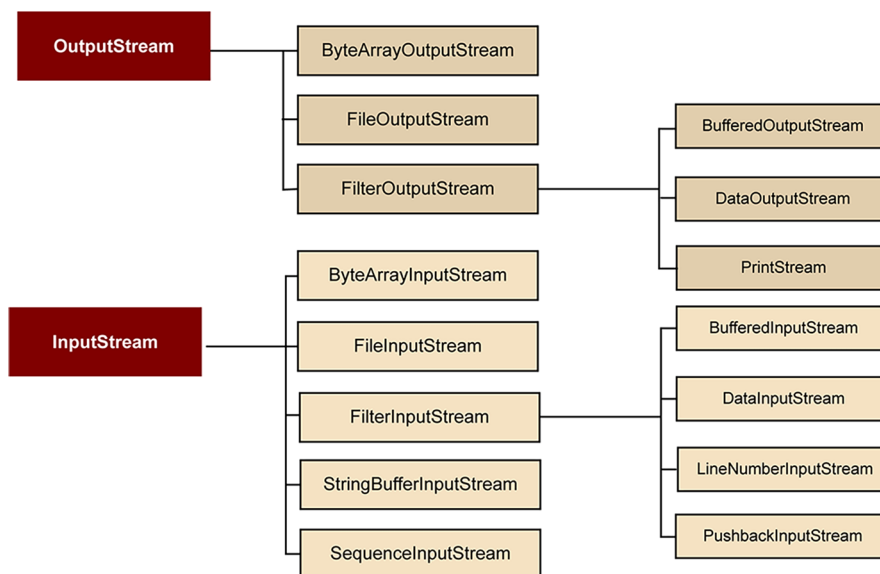 OutputStream
ByteArrayOutputStream
FileOutputStream
FilterOutputStream
BufferedOutputStream
DataOutputStream
PrintStream
InputStream
ByteArrayInputStream
FileInputStream
FilterInputStream
StringBufferInputStream
SequenceInputStream
BufferedInputStream
DataInputStream
LineNumberInputStream
PushbackInputStream